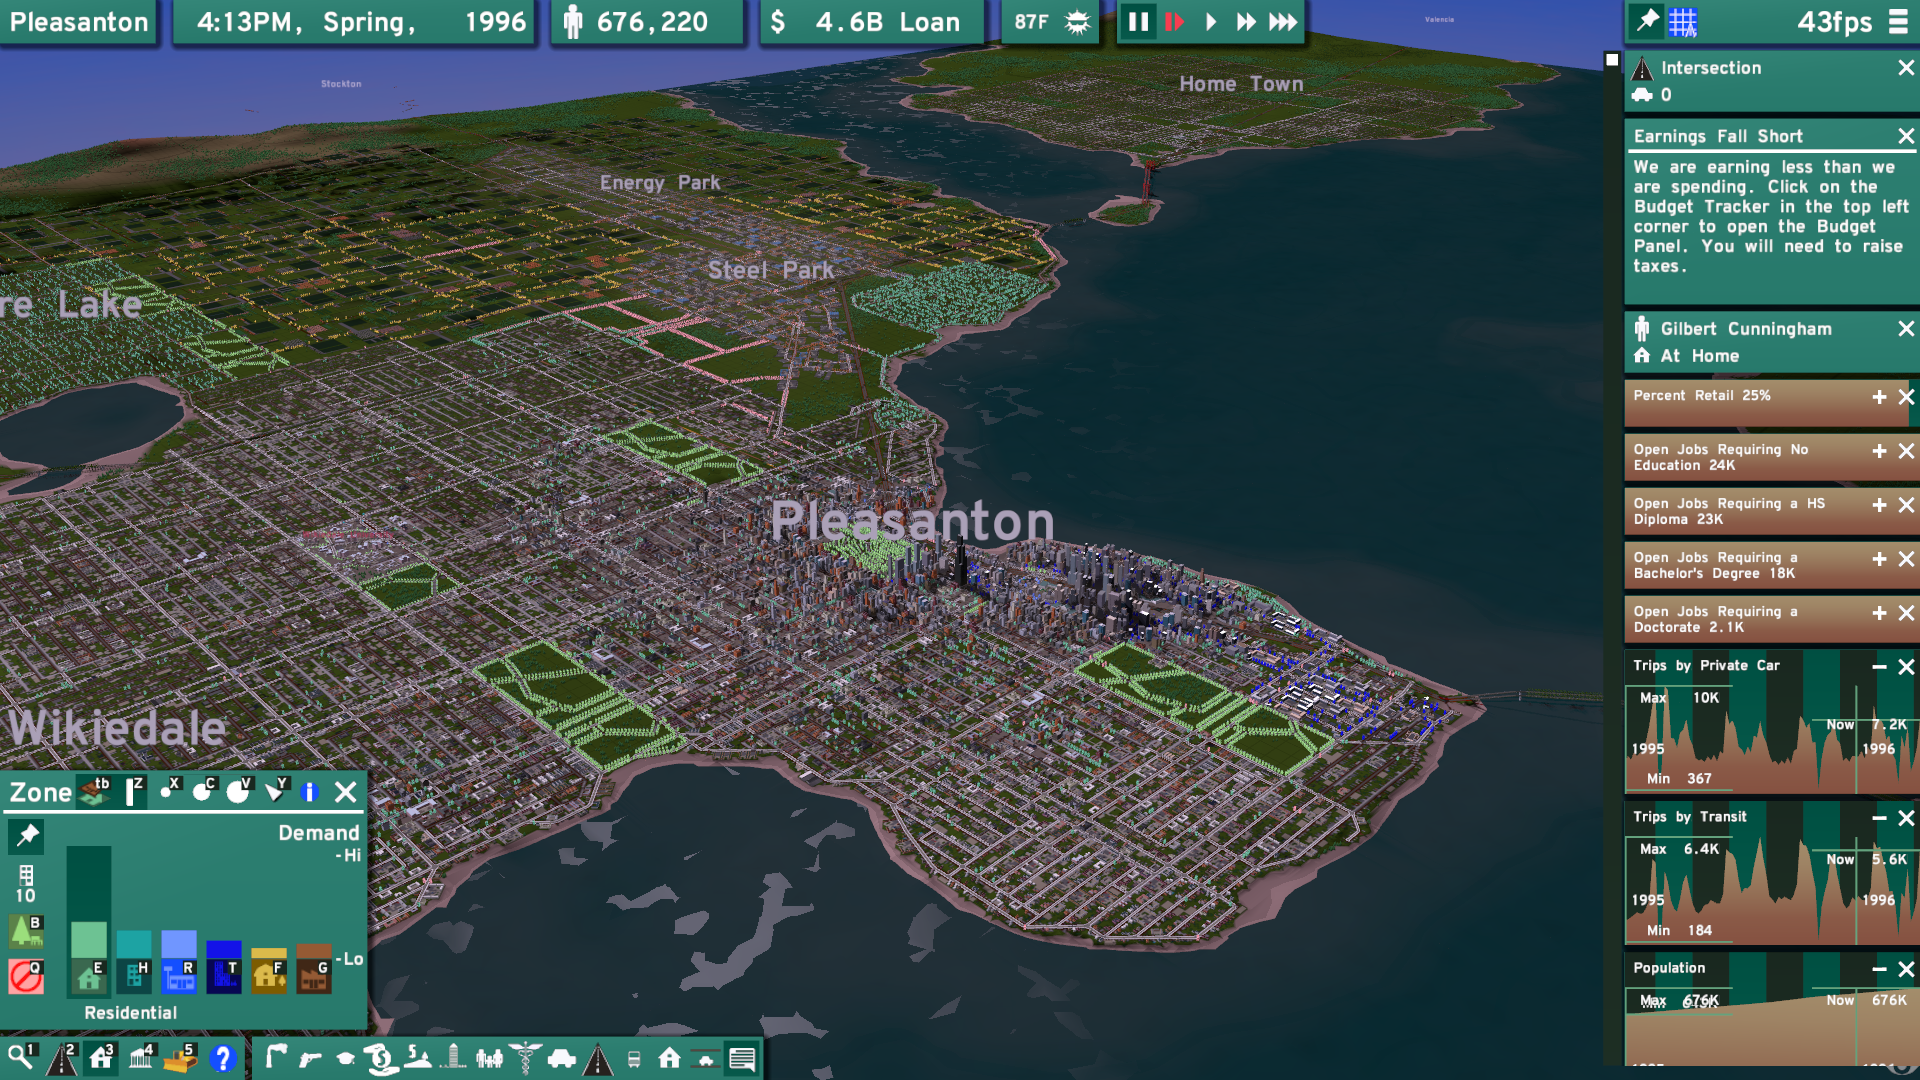 Pleasanton
4:13PM, Spring, 1996
676,220
$ 4.6B Loan
87F
43fps
Valencia
Stockton
Home Town
Energy Park
Steel Park
re Lake
Pleasanton
Wikiedale
Intersection
0
Earnings Fall Short
We are earning less than we
are spending. Click on the
Budget Tracker in the top left
corner to open the Budget
Panel. You will need to raise
taxes.
Gilbert Cunningham
At Home
Percent Retail 25%
Open Jobs Requiring No
Education 24K
Open Jobs Requiring a HS
Diploma 23K
Open Jobs Requiring a
Bachelor's Degree 18K
Open Jobs Requiring a
Doctorate 2.1K
Trips by Private Car
Max 10K
Now 7.2K
1995 1996
Min 367
Trips by Transit
Max 6.4K
Now 5.6K
1995 1996
Min 184
Population
Max 676K
Now 676K
Zone tb Z X C V Y i
Demand
-Hi
10
B
-Lo
Q E H R T F G
Residential
1 2 3 4 5 ?